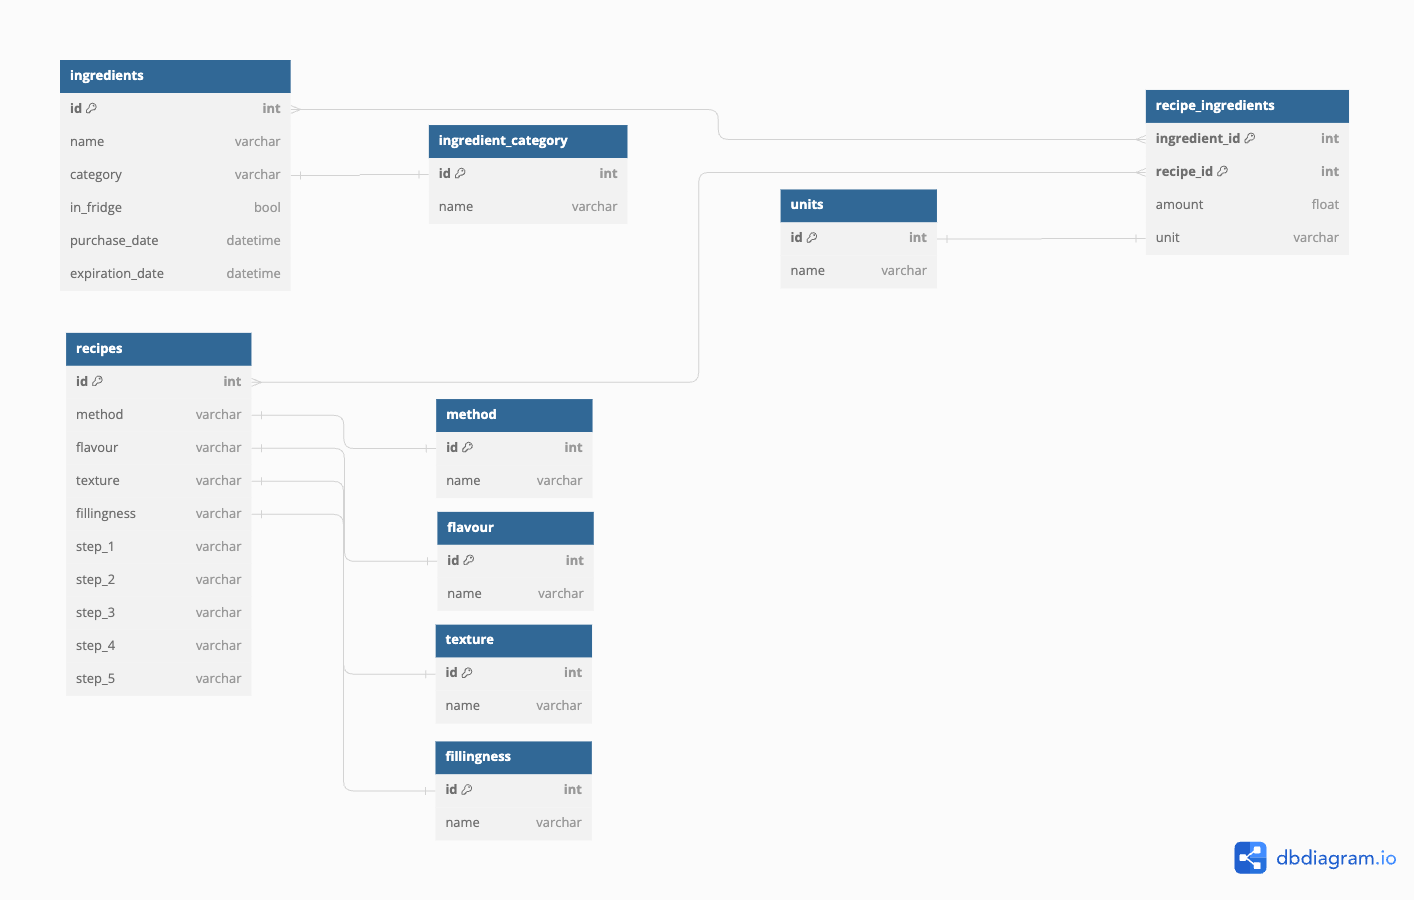 ingredients
id int
name varchar
category varchar
in_fridge bool
purchase_date datetime
expiration_date datetime
ingredient_category
id int
name varchar
recipe_ingredients
ingredient_id int
recipe_id int
amount float
unit varchar
units
id int
name varchar
recipes
id int
method varchar
flavour varchar
texture varchar
fillingness varchar
step_1 varchar
step_2 varchar
step_3 varchar
step_4 varchar
step_5 varchar
method
id int
name varchar
flavour
id int
name varchar
texture
id int
name varchar
fillingness
id int
name varchar
dbdiagram.io